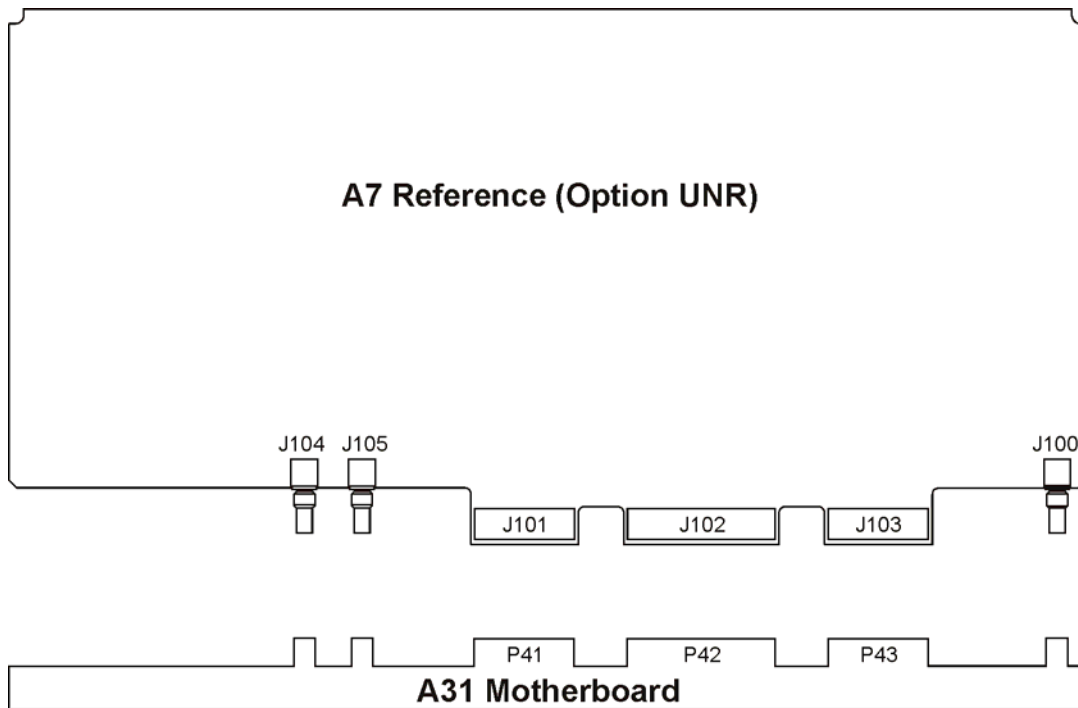 A7 Reference (Option UNR)
J104 J105 J100
J101 J102 J103
P41 P42 P43
A31 Motherboard